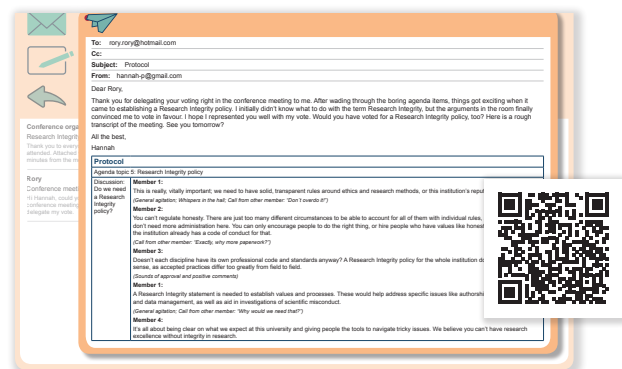 To: rory.rory@hotmail.com
Cc:
Subject: Protocol
From: hannah-p@gmail.com
Dear Rory,
Thank you for delegating your voting right in the conference meeting to me. After wading through the boring agenda items, things got exciting when it
came to establishing a Research Integrity policy. I initially didn't know what to do with the term Research Integrity, but the arguments in the room finally
convinced me to vote in favour. I hope I represented you well with my vote. Would you have voted for a Research Integrity policy, too? Here is a rough
transcript of the meeting. See you tomorrow?
All the best,
Hannah
Protocol
Agenda topic 5: Research Integrity policy
Discussion:
Do we need
a Research
Integrity
policy?
Member 1:
This is really, vitally important; we need to have solid, transparent rules around ethics and research methods, or this institution's
(General agitation; Whispers in the hall; Call from other member: "Don't overdo it!")
Member 2:
You can't regulate honesty. There are just too many different circumstances to be able to account for all of them with individual rules,
don't need more administration here. You can only encourage people to do the right thing, or hire people who have values like
the institution already has a code of conduct for that.
(Call from other member: "Exactly, why more paperwork?")
Member 3:
Doesn't each discipline have its own professional code and standards anyway? A Research Integrity policy for the whole institution
sense, as accepted practices differ too greatly from field to field.
(Sounds of approval and positive comments)
Member 1:
A Research Integrity statement is needed to establish values and processes. These would help address specific issues like
and data management, as well as aid in investigations of scientific misconduct.
(General agitation; Call from other member: "Why would we need that?")
Member 4:
It's all about being clear on what we expect at this university and giving people the tools to navigate tricky issues. We believe you can't have research
excellence without integrity in research.
Conference
Research
Thank you to
attended. Attached
minutes from the
Rory
Conference
Hi Hannah, could
conference meeting
delegate my vote.